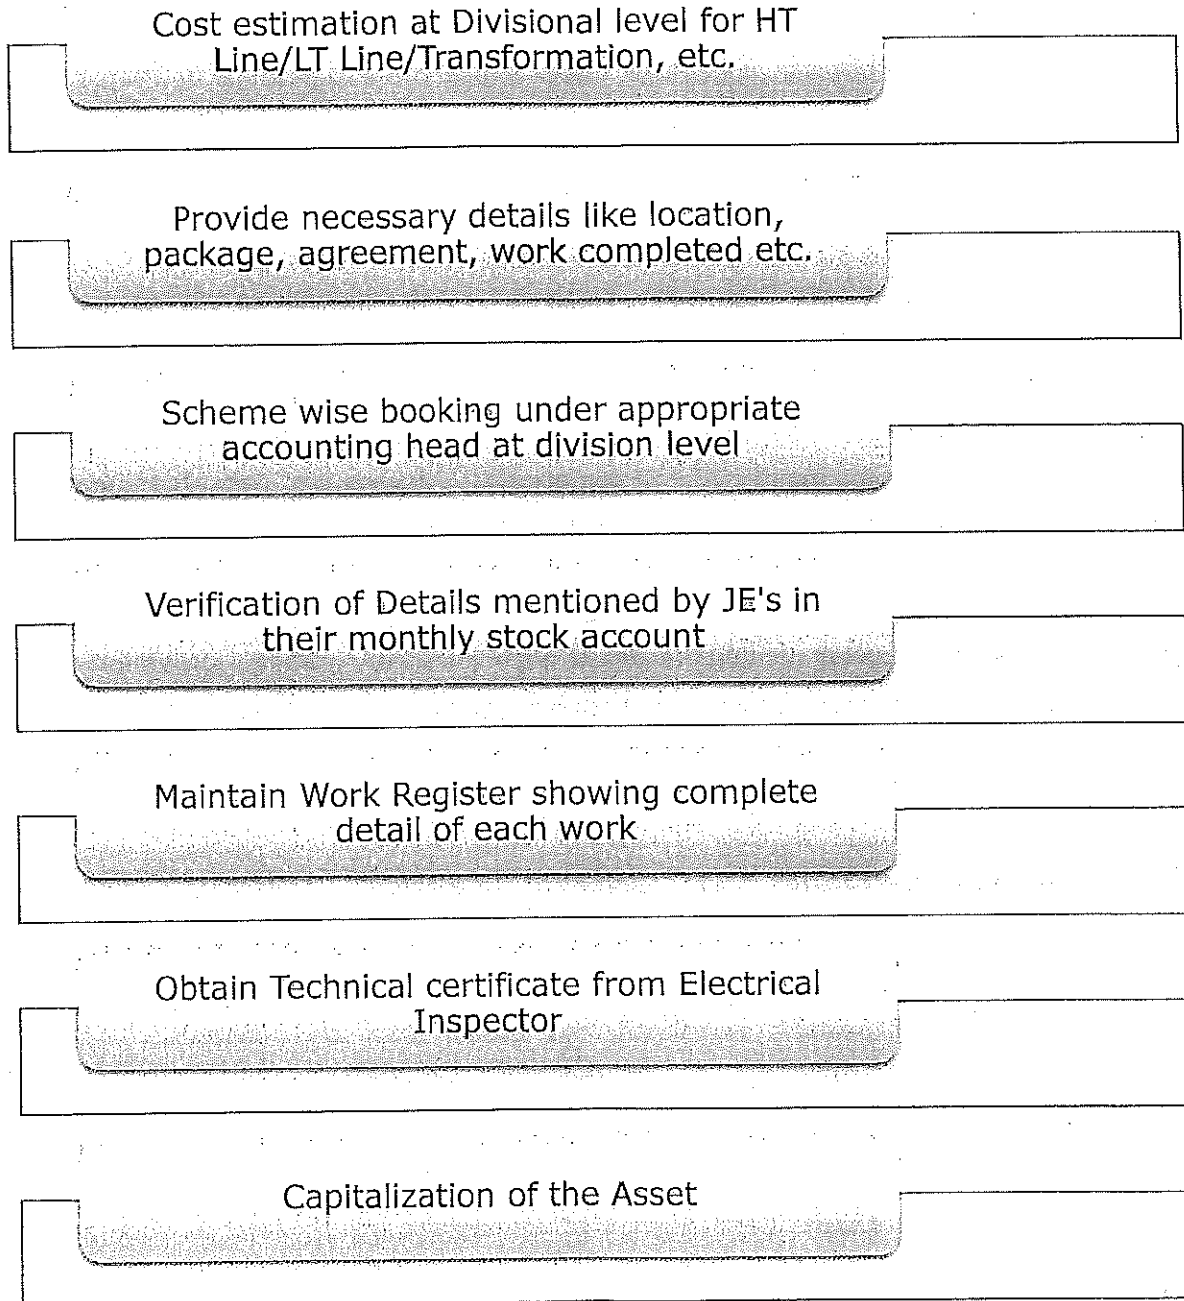 Cost estimation at Divisional level for HT
Line/LT Line/Transformation, etc.
Provide necessary details like location,
package, agreement, work completed etc.
Scheme wise booking under appropriate
accounting head at division level
Verification of Details mentioned by JE's in
their monthly stock account
Maintain Work Register showing complete
detail of each work
Obtain Technical certificate from Electrical
Inspector
Capitalization of the Asset